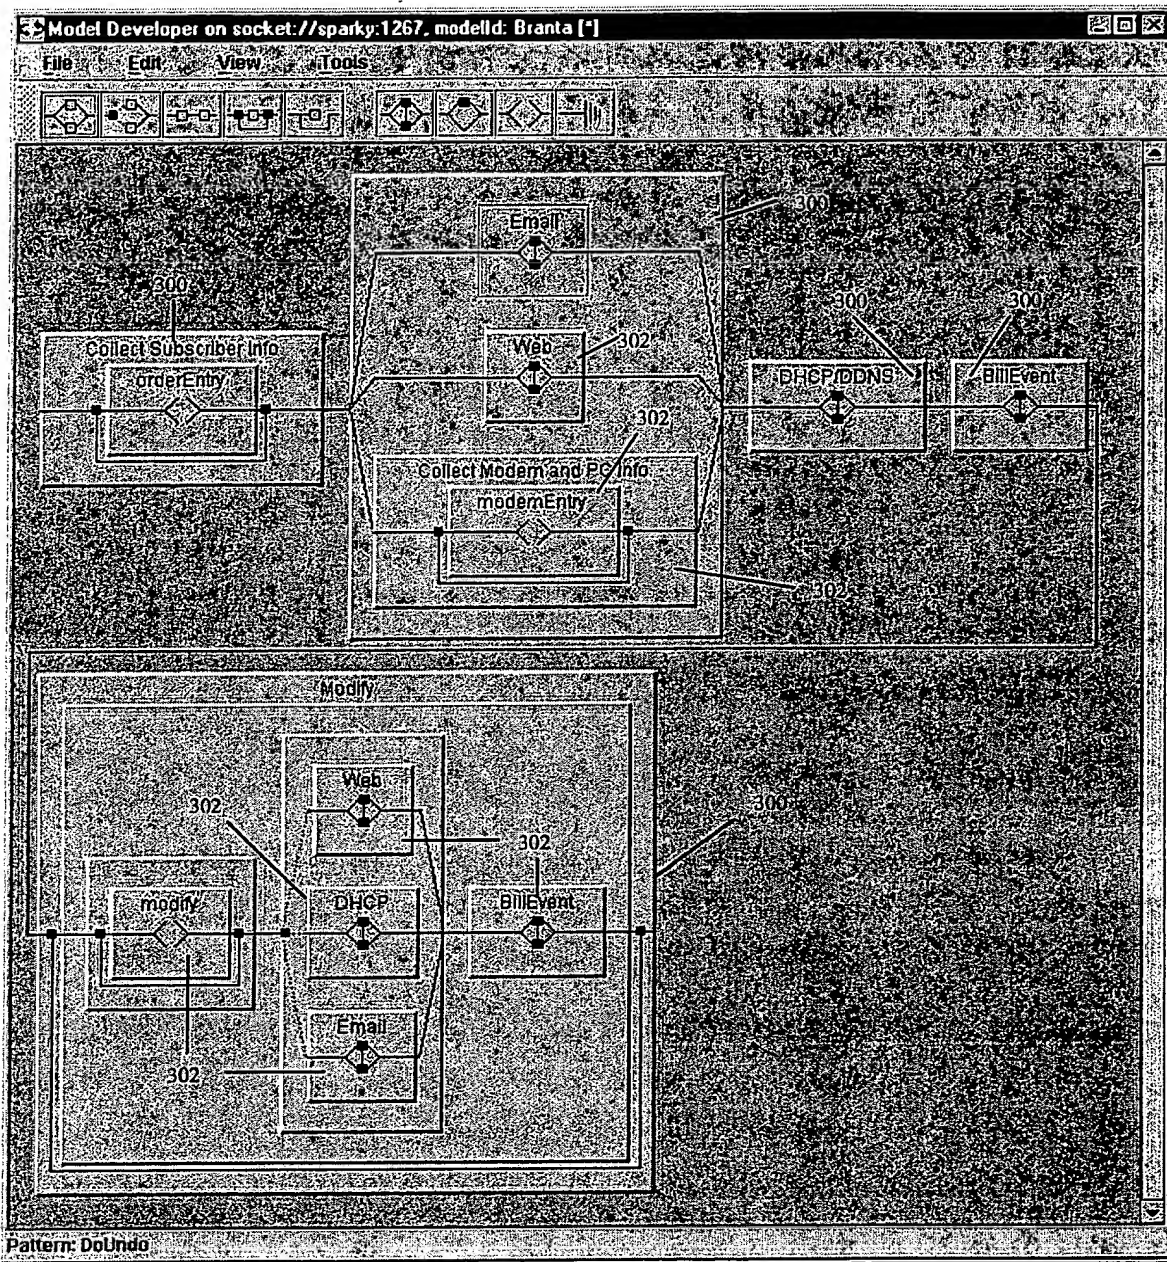 Model Developer on socket://sparky:1267, modelId: Branta [*]
File Edit View Tools
300
Email
300
Collect Subscriber Info
orderEntry
Web
302
300
DHCP/DDNS
300
BillEvent
302
Collect Modem and PC Info
modemEntry
302
Modify
Web
302
300
302
modify
DHCP
BillEvent
Email
302
Pattern: DoUndo